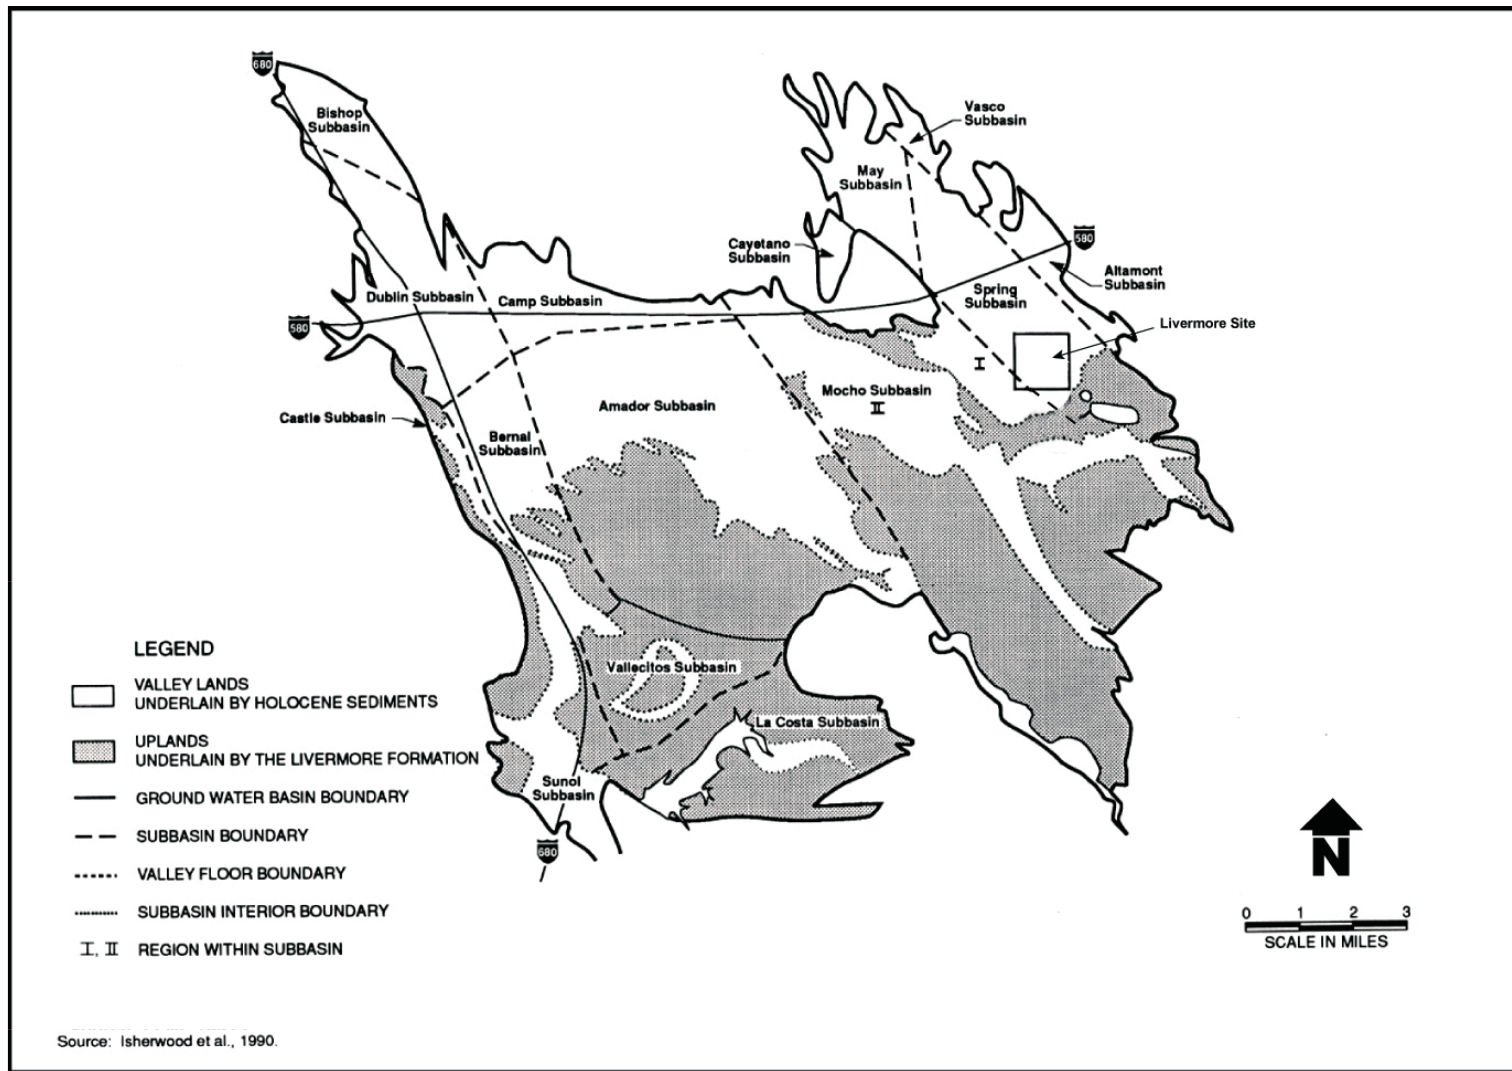 680
Bishop
Subbasin
Vasco
Subbasin
May
Subbasin
Cayetano
Subbasin
580
Altamont
Subbasin
Spring
Subbasin
Dublin Subbasin
Camp Subbasin
580
Livermore Site
I
Mocho Subbasin
II
Amador Subbasin
Castle Subbasin
Bernal
Subbasin
Vallecitos Subbasin
La Costa Subbasin
Sunol
Subbasin
680
LEGEND
VALLEY LANDS
UNDERLAIN BY HOLOCENE SEDIMENTS
UPLANDS
UNDERLAIN BY THE LIVERMORE FORMATION
GROUND WATER BASIN BOUNDARY
SUBBASIN BOUNDARY
VALLEY FLOOR BOUNDARY
SUBBASIN INTERIOR BOUNDARY
I, II REGION WITHIN SUBBASIN
N
0 1 2 3
SCALE IN MILES
Source: Isherwood et al., 1990.